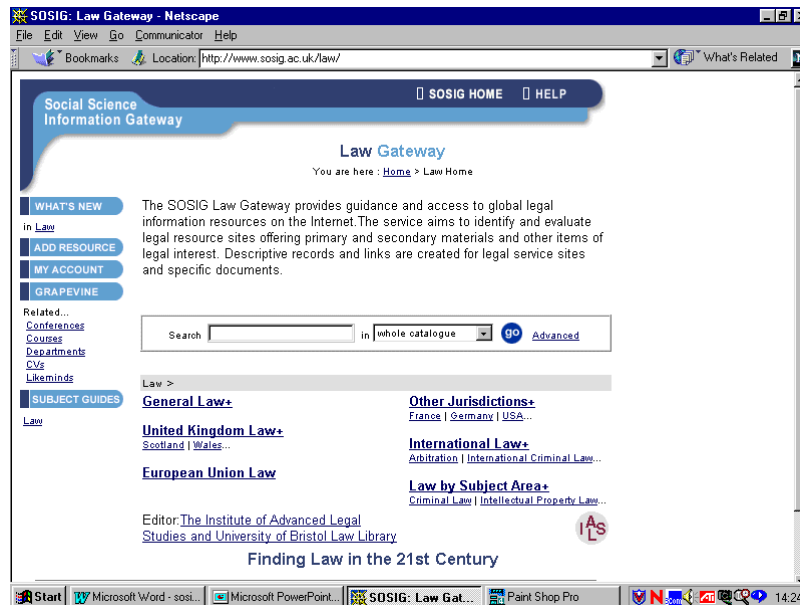 SOSIG: Law Gateway - Netscape
File Edit View Go Communicator Help
Bookmarks Location: http://www.sosig.ac.uk/law/ What's Related
Social Science
Information Gateway
SOSIG HOME HELP
Law Gateway
You are here : Home > Law Home
WHAT'S NEW
in Law
ADD RESOURCE
MY ACCOUNT
GRAPEVINE
Related...
Conferences
Courses
Departments
CVs
Likeminds
SUBJECT GUIDES
Law
The SOSIG Law Gateway provides guidance and access to global legal
information resources on the Internet.The service aims to identify and evaluate
legal resource sites offering primary and secondary materials and other items of
legal interest. Descriptive records and links are created for legal service sites
and specific documents.
Search in whole catalogue go Advanced
Law >
General Law+
United Kingdom Law+
Scotland | Wales...
European Union Law
Other Jurisdictions+
France | Germany | USA...
International Law+
Arbitration | International Criminal Law...
Law by Subject Area+
Criminal Law | Intellectual Property Law...
Editor:The Institute of Advanced Legal
Studies and University of Bristol Law Library
IALS
Finding Law in the 21st Century
Start Microsoft Word - sosi... Microsoft PowerPoint... SOSIG: Law Gat... Paint Shop Pro 14:24